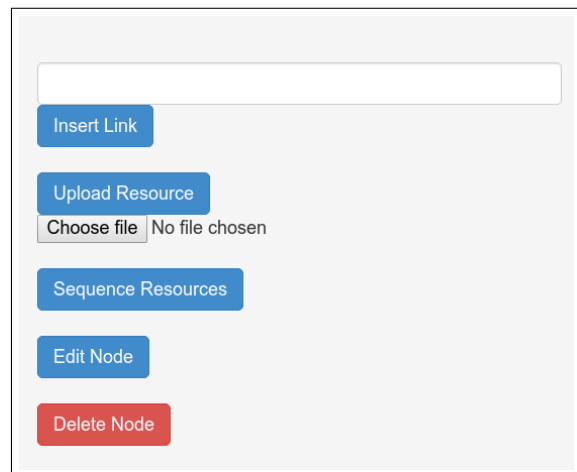 Insert Link
Upload Resource
Choose file No file chosen
Sequence Resources
Edit Node
Delete Node